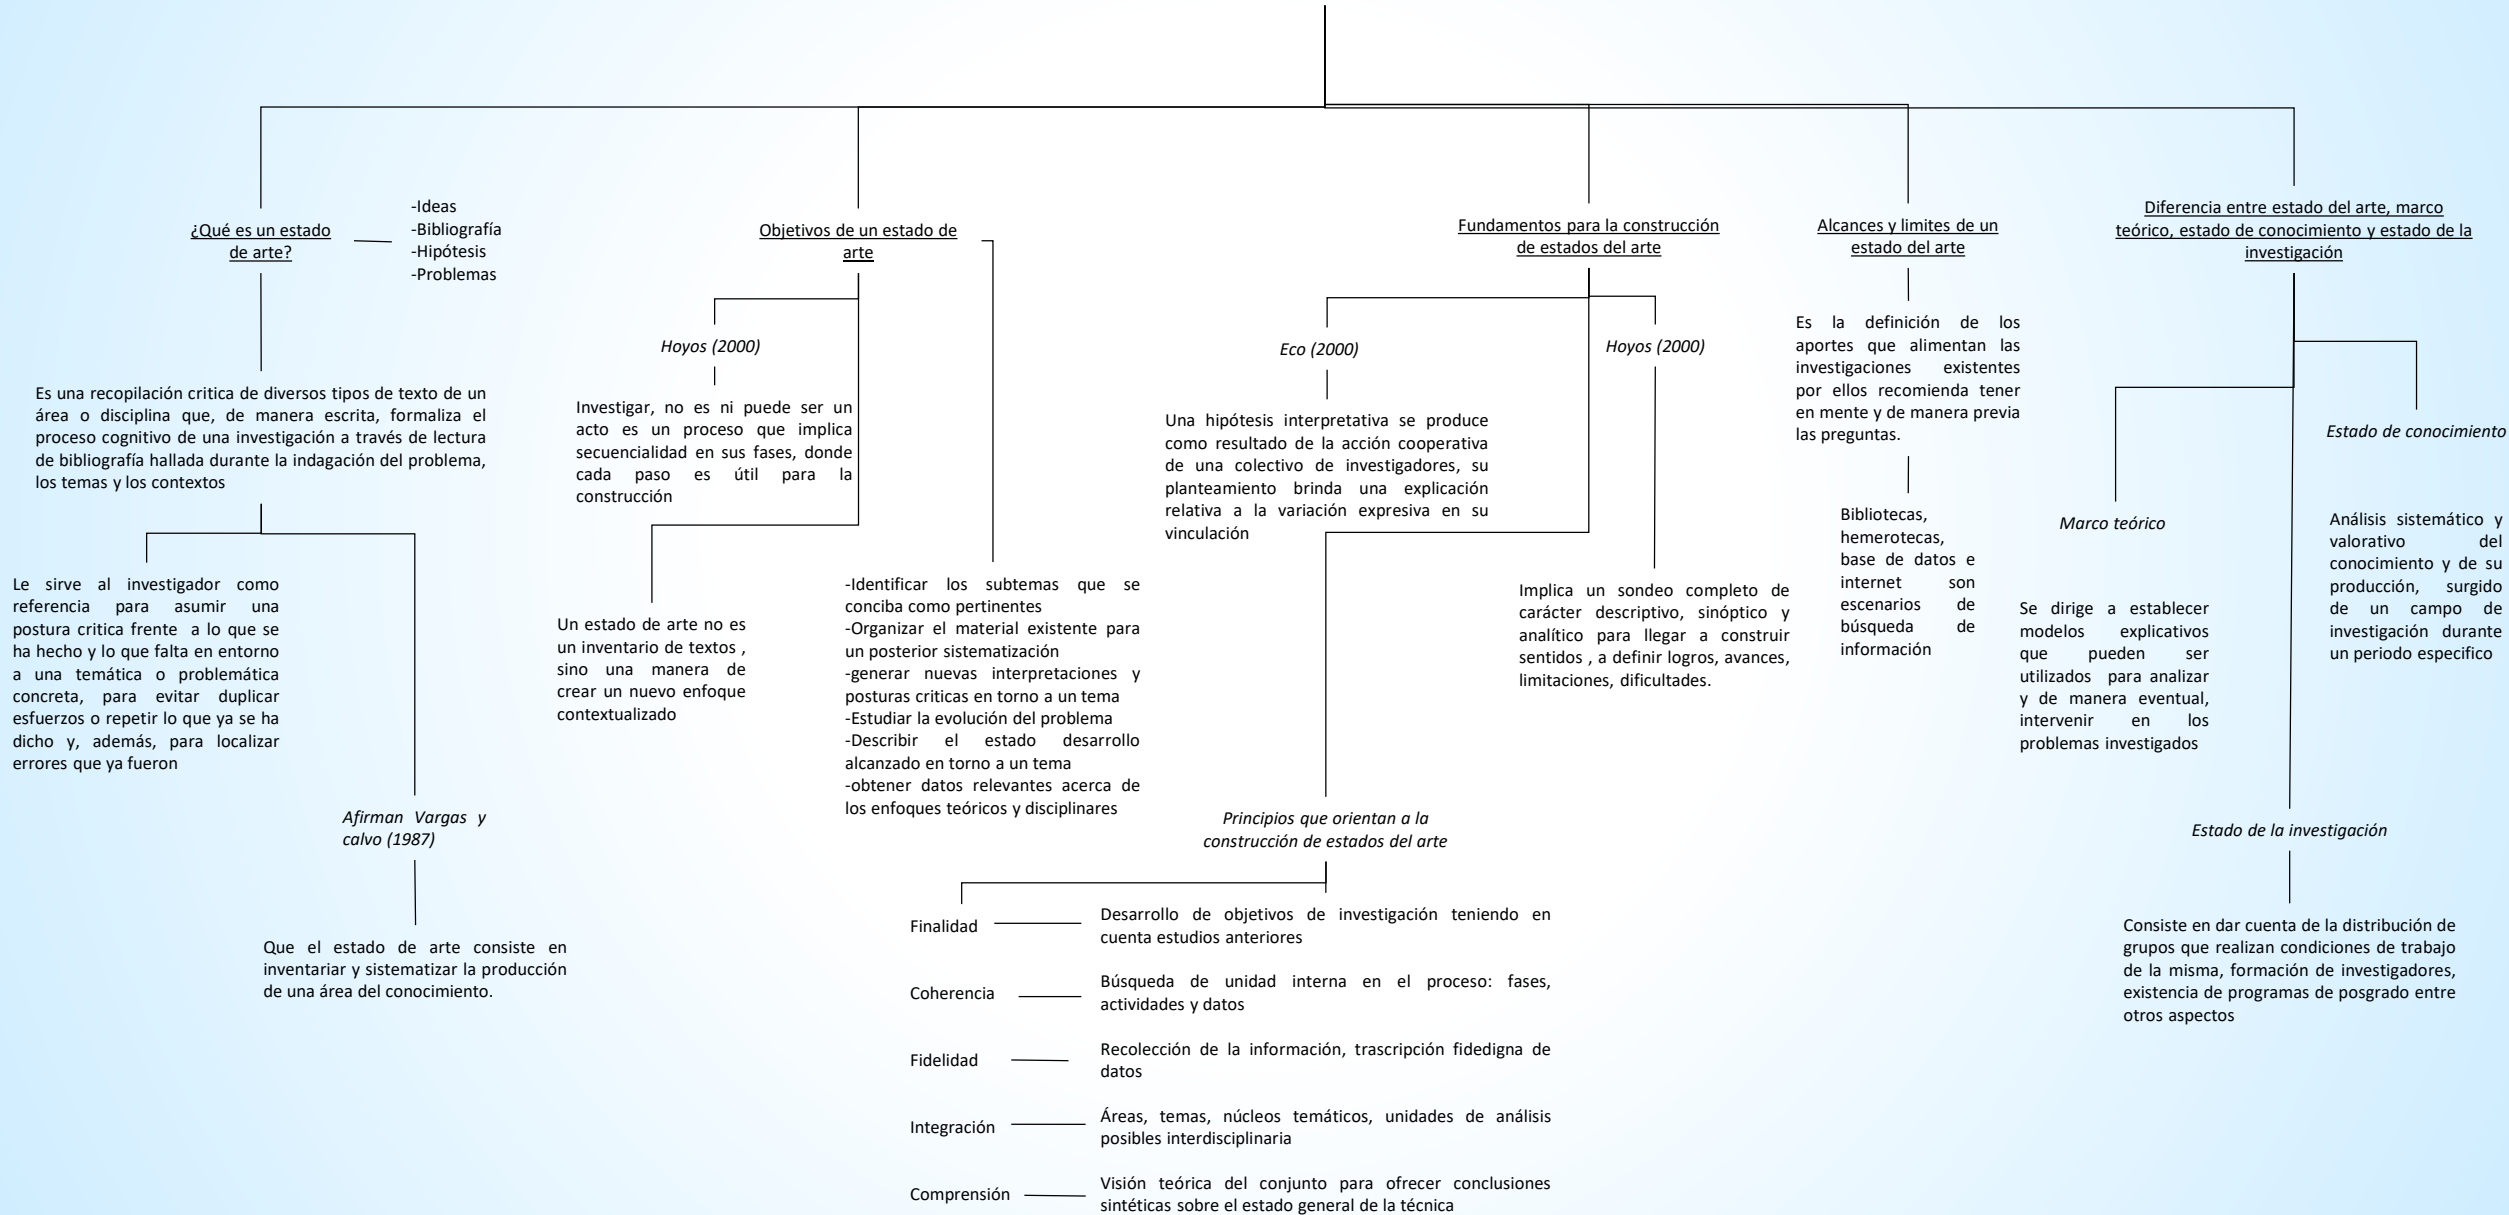 ¿Qué es un estado
de arte?
-Ideas
-Bibliografía
-Hipótesis
-Problemas
Es una recopilación critica de diversos tipos de texto de un
área o disciplina que, de manera escrita, formaliza el
proceso cognitivo de una investigación a través de lectura
de bibliografía hallada durante la indagación del problema,
los temas y los contextos
Le sirve al investigador como
referencia para asumir una
postura critica frente a lo que se
ha hecho y lo que falta en entorno
a una temática o problemática
concreta, para evitar duplicar
esfuerzos o repetir lo que ya se ha
dicho y, además, para localizar
errores que ya fueron
Afirman Vargas y
calvo (1987)
Que el estado de arte consiste en
inventariar y sistematizar la producción
de una área del conocimiento.
Objetivos de un estado de
arte
Hoyos (2000)
Investigar, no es ni puede ser un
acto es un proceso que implica
secuencialidad en sus fases, donde
cada paso es útil para la
construcción
Un estado de arte no es
un inventario de textos ,
sino una manera de
crear un nuevo enfoque
contextualizado
-Identificar los subtemas que se
conciba como pertinentes
-Organizar el material existente para
un posterior sistematización
-generar nuevas interpretaciones y
posturas criticas en torno a un tema
-Estudiar la evolución del problema
-Describir el estado desarrollo
alcanzado en torno a un tema
-obtener datos relevantes acerca de
los enfoques teóricos y disciplinares
Fundamentos para la construcción
de estados del arte
Eco (2000)
Una hipótesis interpretativa se produce
como resultado de la acción cooperativa
de una colectivo de investigadores, su
planteamiento brinda una explicación
relativa a la variación expresiva en su
vinculación
Hoyos (2000)
Implica un sondeo completo de
carácter descriptivo, sinóptico y
analítico para llegar a construir
sentidos , a definir logros, avances,
limitaciones, dificultades.
Principios que orientan a la
construcción de estados del arte
Finalidad
Desarrollo de objetivos de investigación teniendo en
cuenta estudios anteriores
Coherencia
Búsqueda de unidad interna en el proceso: fases,
actividades y datos
Fidelidad
Recolección de la información, trascripción fidedigna de
datos
Integración
Áreas, temas, núcleos temáticos, unidades de análisis
posibles interdisciplinaria
Comprensión
Visión teórica del conjunto para ofrecer conclusiones
sintéticas sobre el estado general de la técnica
Alcances y limites de un
estado del arte
Es la definición de los
aportes que alimentan las
investigaciones existentes
por ellos recomienda tener
en mente y de manera previa
las preguntas.
Bibliotecas,
hemerotecas,
base de datos e
internet son
escenarios de
búsqueda de
información
Diferencia entre estado del arte, marco
teórico, estado de conocimiento y estado de la
investigación
Marco teórico
Se dirige a establecer
modelos explicativos
que pueden ser
utilizados para analizar
y de manera eventual,
intervenir en los
problemas investigados
Estado de conocimiento
Análisis sistemático y
valorativo del
conocimiento y de su
producción, surgido
de un campo de
investigación durante
un periodo especifico
Estado de la investigación
Consiste en dar cuenta de la distribución de
grupos que realizan condiciones de trabajo
de la misma, formación de investigadores,
existencia de programas de posgrado entre
otros aspectos